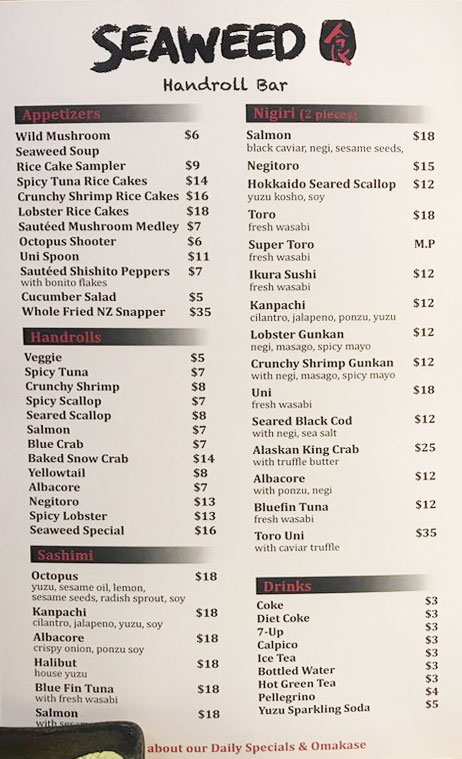 SEAWEED 食
Handroll Bar
Appetizers
Wild Mushroom $6
Seaweed Soup
Rice Cake Sampler $9
Spicy Tuna Rice Cakes $14
Crunchy Shrimp Rice Cakes $16
Lobster Rice Cakes $18
Sautéed Mushroom Medley $7
Octopus Shooter $6
Uni Spoon $11
Sautéed Shishito Peppers $7
with bonito flakes
Cucumber Salad $5
Whole Fried NZ Snapper $35
Handrolls
Veggie $5
Spicy Tuna $7
Crunchy Shrimp $8
Spicy Scallop $7
Seared Scallop $8
Salmon $7
Blue Crab $7
Baked Snow Crab $14
Yellowtail $8
Albacore $7
Negitoro $13
Spicy Lobster $13
Seaweed Special $16
Sashimi
Octopus $18
yuzu, sesame oil, lemon,
sesame seeds, radish sprout, soy
Kanpachi $18
cilantro, jalapeno, yuzu, soy
Albacore $18
crispy onion, ponzu soy
Halibut $18
house yuzu
Blue Fin Tuna $18
with fresh wasabi
Salmon $18
with
Nigiri (2 pieces)
Salmon $18
black caviar, negi, sesame seeds,
Negitoro $15
Hokkaido Seared Scallop $12
yuzu kosho, soy
Toro $18
fresh wasabi
Super Toro M.P
fresh wasabi
Ikura Sushi $12
fresh wasabi
Kanpachi $12
cilantro, jalapeno, ponzu, yuzu
Lobster Gunkan $12
negi, masago, spicy mayo
Crunchy Shrimp Gunkan $12
with negi, masago, spicy mayo
Uni $18
fresh wasabi
Seared Black Cod $12
with negi, sea salt
Alaskan King Crab $25
with truffle butter
Albacore $12
with ponzu, negi
Bluefin Tuna $12
fresh wasabi
Toro Uni $35
with caviar truffle
Drinks
Coke $3
Diet Coke $3
7-Up $3
Calpico $3
Ice Tea $3
Bottled Water $3
Hot Green Tea $3
Pellegrino $4
Yuzu Sparkling Soda $5
about our Daily Specials & Omakase